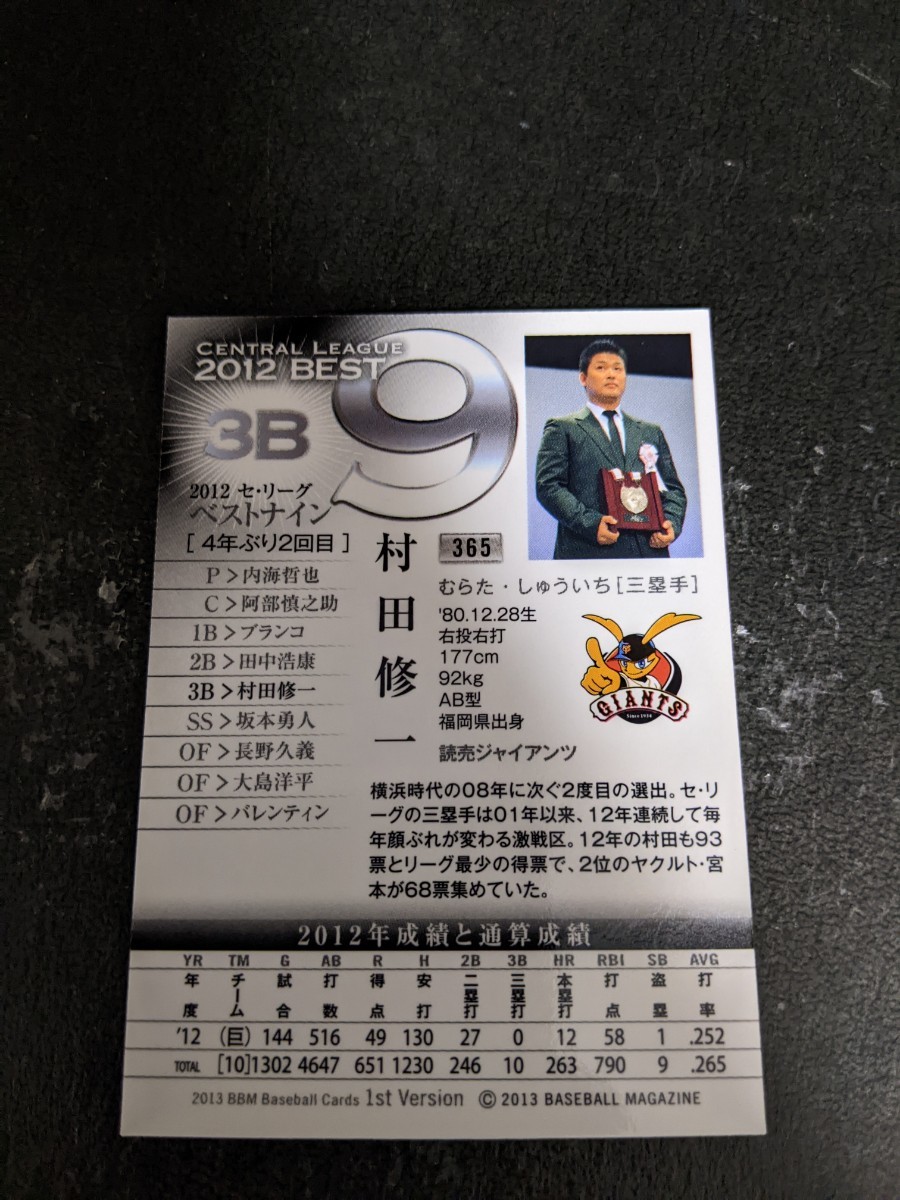 CENTRAL LEAGUE
2012 BEST
9
3B
2012 セ・リーグ
ベストナイン
[ 4年ぶり2回目 ]
P > 内海哲也
C > 阿部慎之助
1B > ブランコ
2B > 田中浩康
3B > 村田修一
SS > 坂本勇人
OF > 長野久義
OF > 大島洋平
OF > バレンティン
村田修一
365
むらた・しゅういち[三塁手]
'80.12.28生
右投右打
177cm
92kg
AB型
福岡県出身
読売ジャイアンツ
GIANTS
Since 1934
横浜時代の08年に次ぐ2度目の選出。セ・リ
ーグの三塁手は01年以来、12年連続して毎
年顔ぶれが変わる激戦区。12年の村田も93
票とリーグ最少の得票で、2位のヤクルト・宮
本が68票集めていた。
2012年成績と通算成績
YR TM G AB R H 2B 3B HR RBI SB AVG
年度 チーム 試合 打数 得点 安打 二塁打 三塁打 本塁打 打点 盗塁 打率
'12 (巨) 144 516 49 130 27 0 12 58 1 .252
TOTAL [10] 1302 4647 651 1230 246 10 263 790 9 .265
2013 BBM Baseball Cards 1st Version © 2013 BASEBALL MAGAZINE